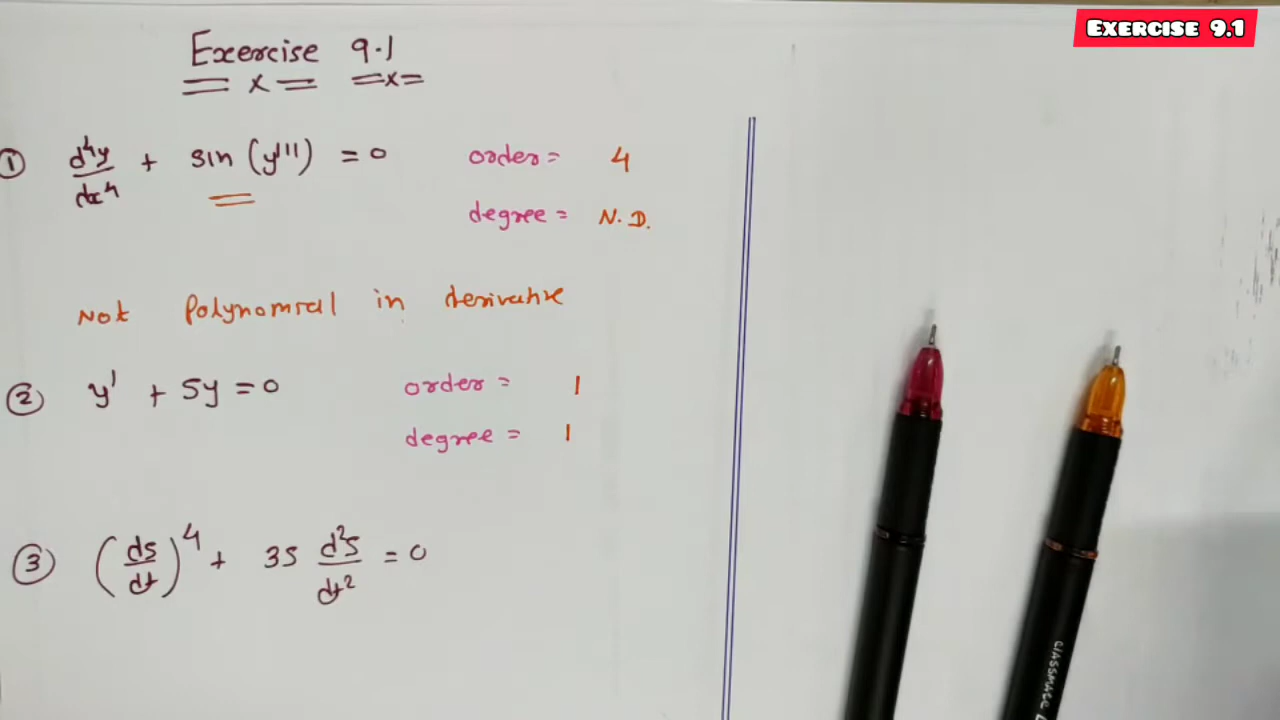 EXERCISE 9.1
Exercise 9.1
= x = = x =
① d⁴y/dx⁴ + sin (y''') = 0 order = 4
degree = N.D.
Not Polynomial in derivative
② y' + 5y = 0 order = 1
degree = 1
③ (ds/dt)⁴ + 3s d²s/dt² = 0
CLASSMATE